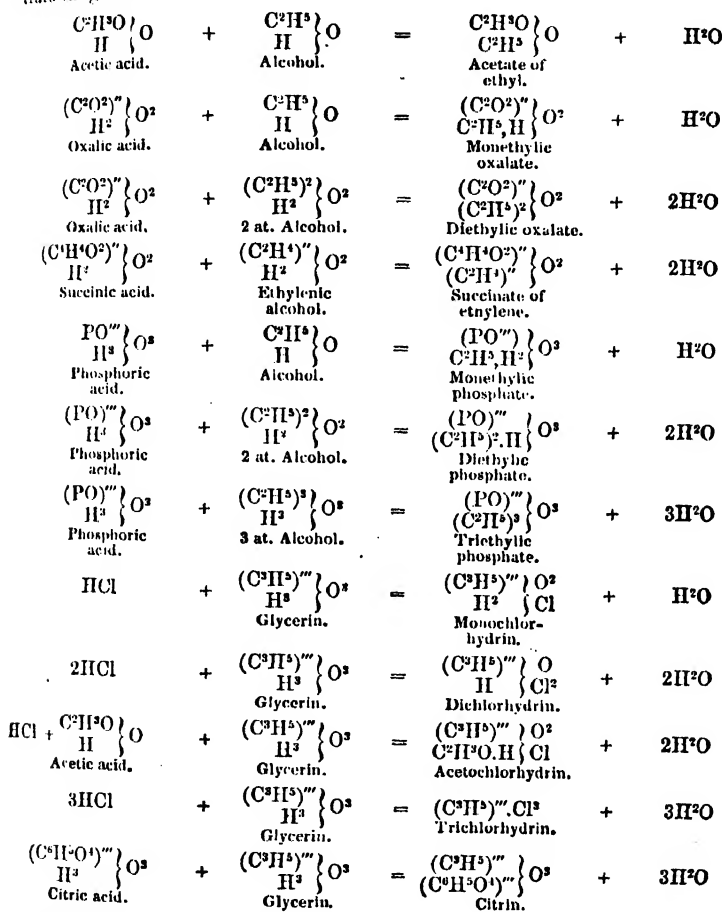 C²H³O}O + C²H⁵}O = C²H³O}O + H²O
H H C²H⁵
Acetic acid. Alcohol. Acetate of
ethyl.
(C²O²)″}O² + C²H⁵}O = (C²O²)″}O² + H²O
H² H C²H⁵,H
Oxalic acid. Alcohol. Monethylic
oxalate.
(C²O²)″}O² + (C²H⁵)²}O² = (C²O²)″}O² + 2H²O
H² H² (C²H⁵)²
Oxalic acid. 2 at. Alcohol. Diethylic oxalate.
(C⁴H⁴O²)″}O² + (C²H⁴)″}O² = (C⁴H⁴O²)″}O² + 2H²O
H² H² (C²H⁴)″
Succinic acid. Ethylenic Succinate of
alcohol. etnylene.
PO‴}O³ + C²H⁵}O = (PO‴)}O³ + H²O
H³ H C²H⁵,H²
Phosphoric Alcohol. Monethylic
acid. phosphate.
(PO)‴}O³ + (C²H⁵)²}O² = (PO)‴}O³ + 2H²O
H³ H² (C²H⁵)².H
Phosphoric 2 at. Alcohol. Diethylic
acid. phosphate.
(PO)‴}O³ + (C²H⁵)³}O³ = (PO)‴}O³ + 3H²O
H³ H³ (C²H⁵)³
Phosphoric 3 at. Alcohol. Triethylic
acid. phosphate.
HCl + (C³H⁵)‴}O³ = (C³H⁵)‴}O² + H²O
H³ H² {Cl
Glycerin. Monochlor-
hydrin.
2HCl + (C³H⁵)‴}O³ = (C³H⁵)‴}O + 2H²O
H³ H {Cl²
Glycerin. Dichlorhydrin.
HCl + C²H³O}O + (C³H⁵)‴}O³ = (C³H⁵)‴}O² + 2H²O
H H³ C²H³O.H{Cl
Acetic acid. Glycerin. Acetochlorhydrin.
3HCl + (C³H⁵)‴}O³ = (C³H⁵)‴.Cl³ + 3H²O
H³ Trichlorhydrin.
Glycerin.
(C⁶H⁵O⁴)‴}O³ + (C³H⁵)‴}O³ = (C³H⁵)‴}O³ + 3H²O
H³ H³ (C⁶H⁵O⁴)‴
Citric acid. Glycerin. Citrin.